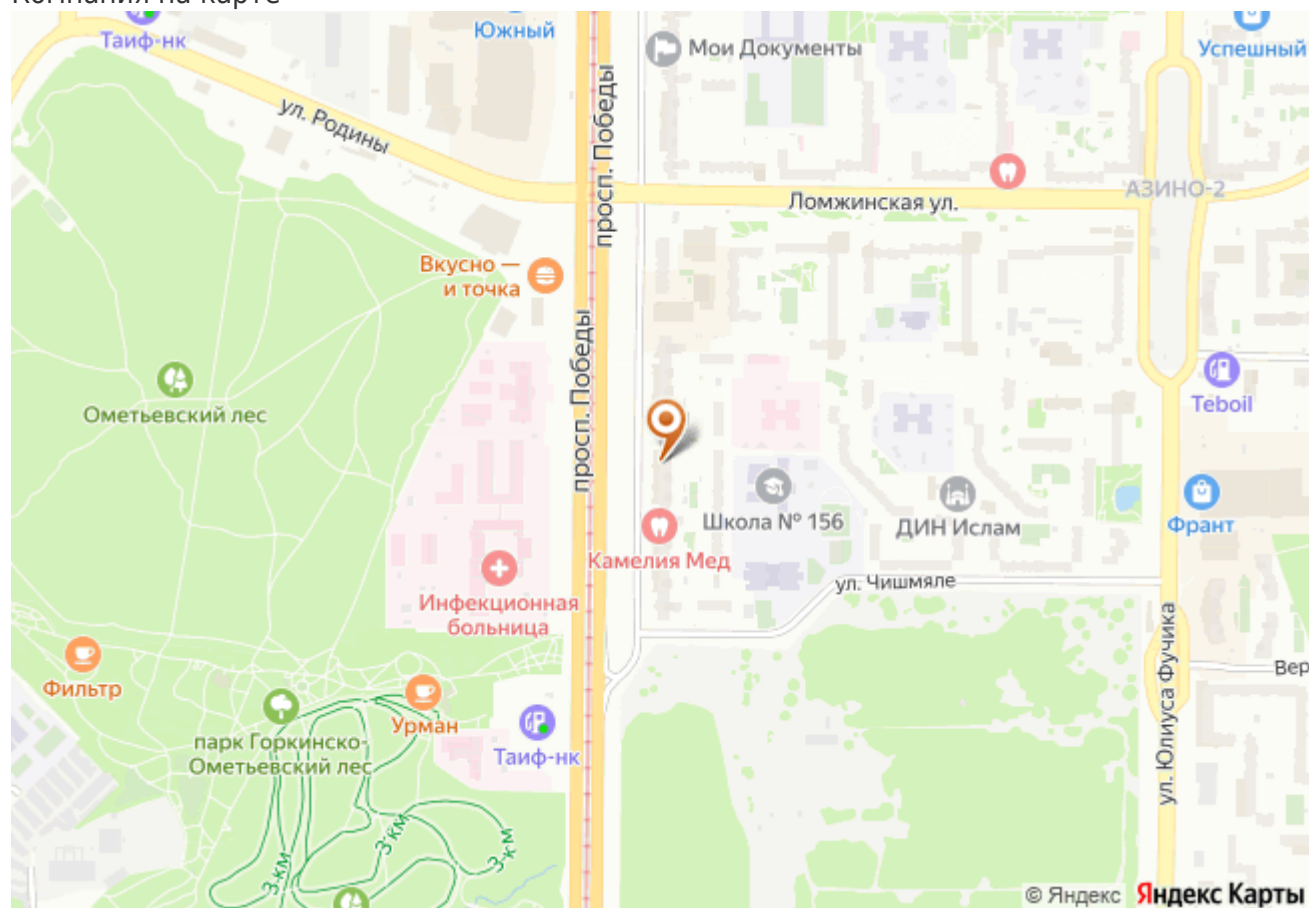 Компания на карте
Таиф-нк
Южный
Мои Документы
Успешный
ул. Родины
просп. Победы
Ломжинская ул.
АЗИНО-2
Вкусно —
и точка
просп. Победы
Ометьевский лес
Teboil
Школа № 156
ДИН Ислам
Франт
Камелия Мед
ул. Чишмяле
Инфекционная
больница
ул. Юлиуса Фучика
Вер
Фильтр
Урман
парк Горкинско-
Ометьевский лес
Таиф-нк
3 км
3 км
3 км
© Яндекс Яндекс Карты